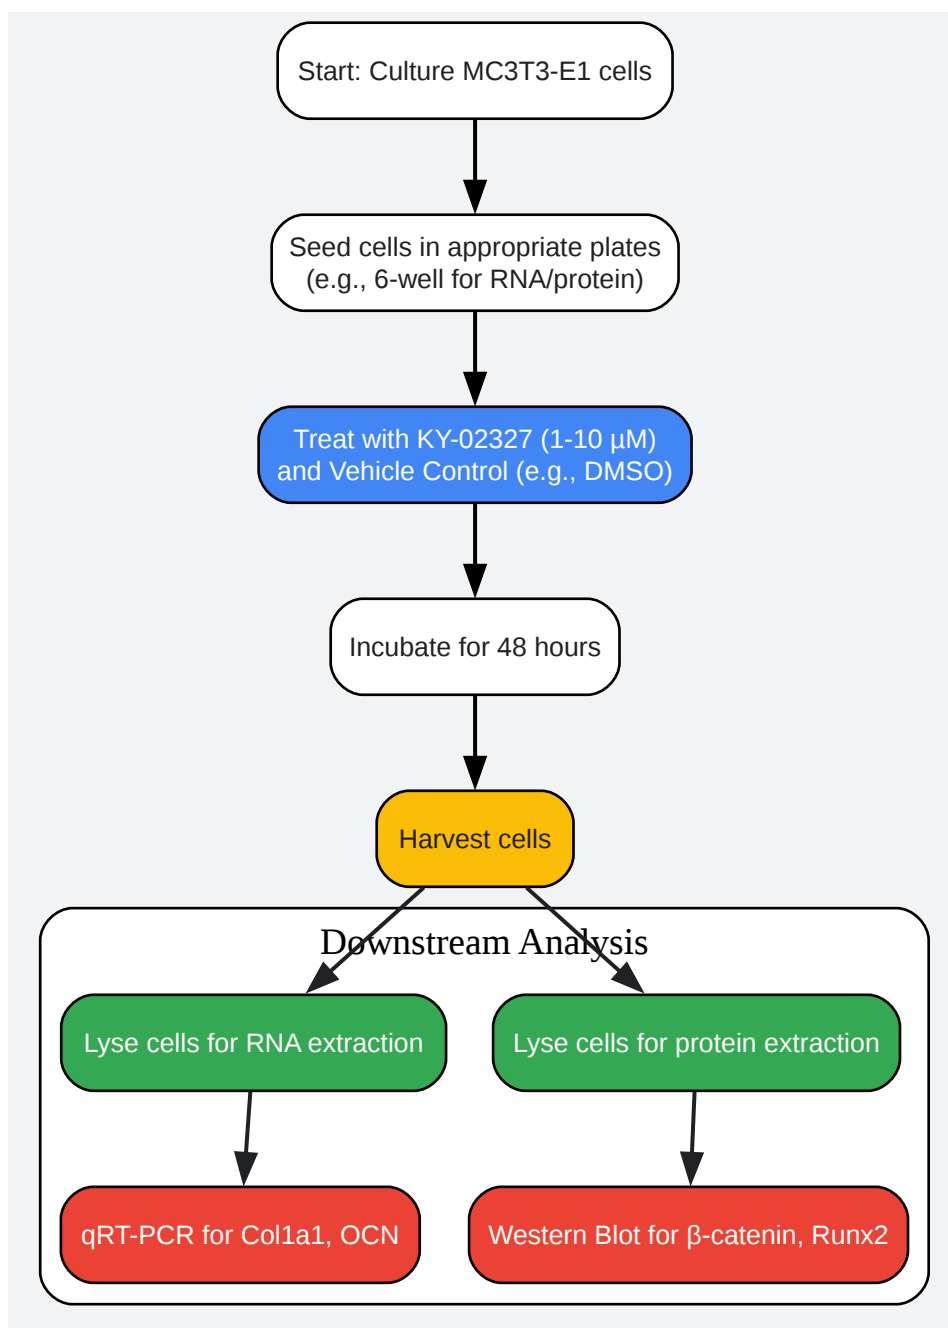 Start: Culture MC3T3-E1 cells
Seed cells in appropriate plates
(e.g., 6-well for RNA/protein)
Treat with KY-02327 (1-10 µM)
and Vehicle Control (e.g., DMSO)
Incubate for 48 hours
Harvest cells
Downstream Analysis
Lyse cells for RNA extraction
Lyse cells for protein extraction
qRT-PCR for Col1a1, OCN
Western Blot for β-catenin, Runx2